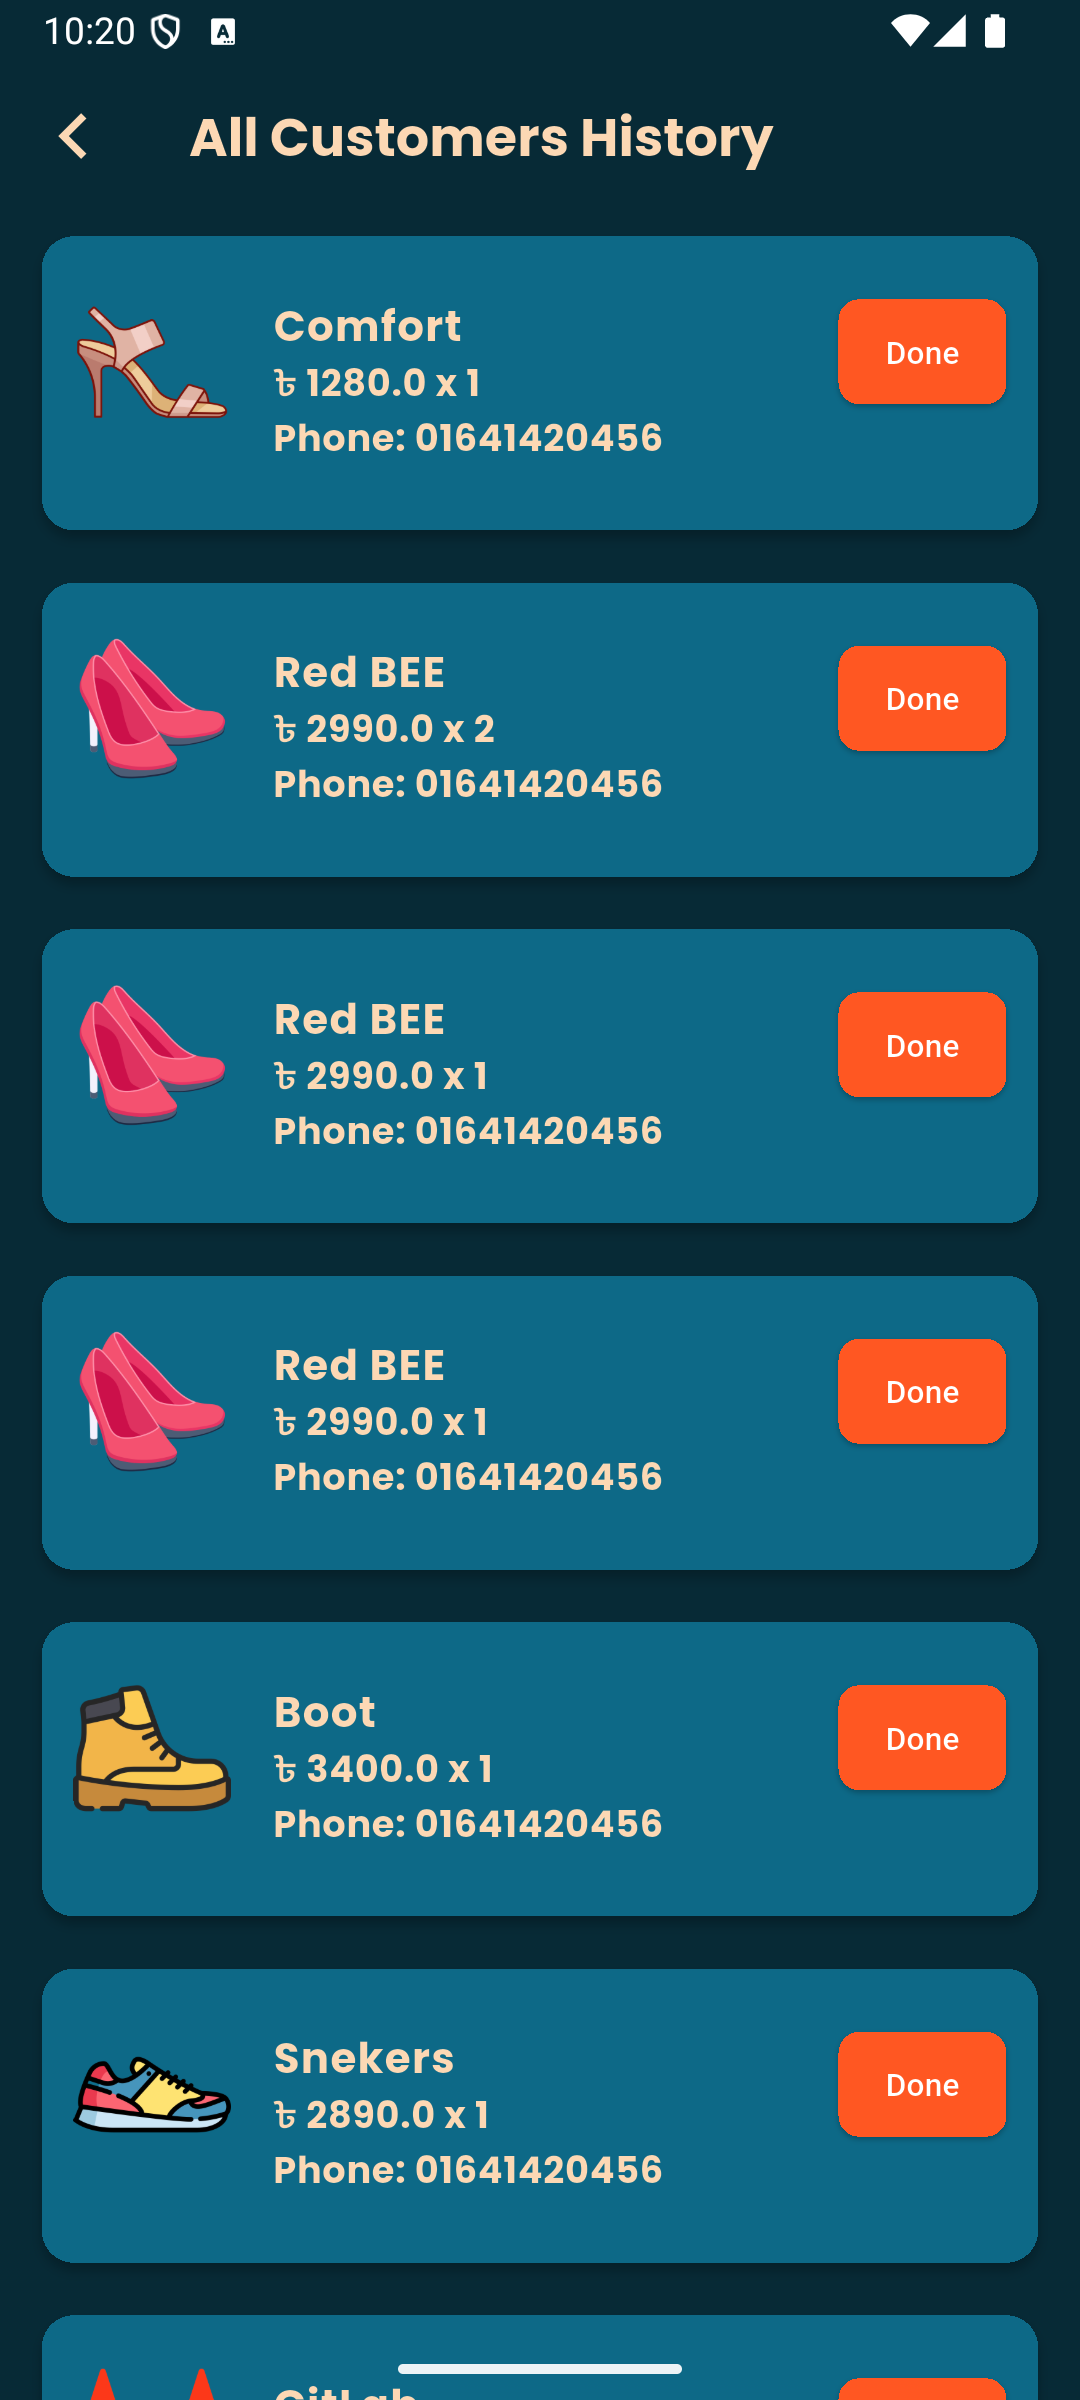 10:20
All Customers History
Comfort
৳ 1280.0 x 1
Phone: 01641420456
Done
Red BEE
৳ 2990.0 x 2
Phone: 01641420456
Done
Red BEE
৳ 2990.0 x 1
Phone: 01641420456
Done
Red BEE
৳ 2990.0 x 1
Phone: 01641420456
Done
Boot
৳ 3400.0 x 1
Phone: 01641420456
Done
Snekers
৳ 2890.0 x 1
Phone: 01641420456
Done
GitLab